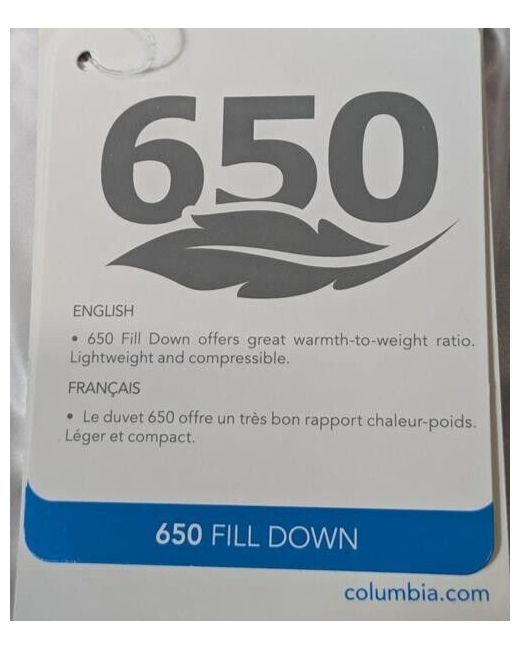 650
ENGLISH
• 650 Fill Down offers great warmth-to-weight ratio.
Lightweight and compressible.
FRANÇAIS
• Le duvet 650 offre un très bon rapport chaleur-poids.
Léger et compact.
650 FILL DOWN
columbia.com